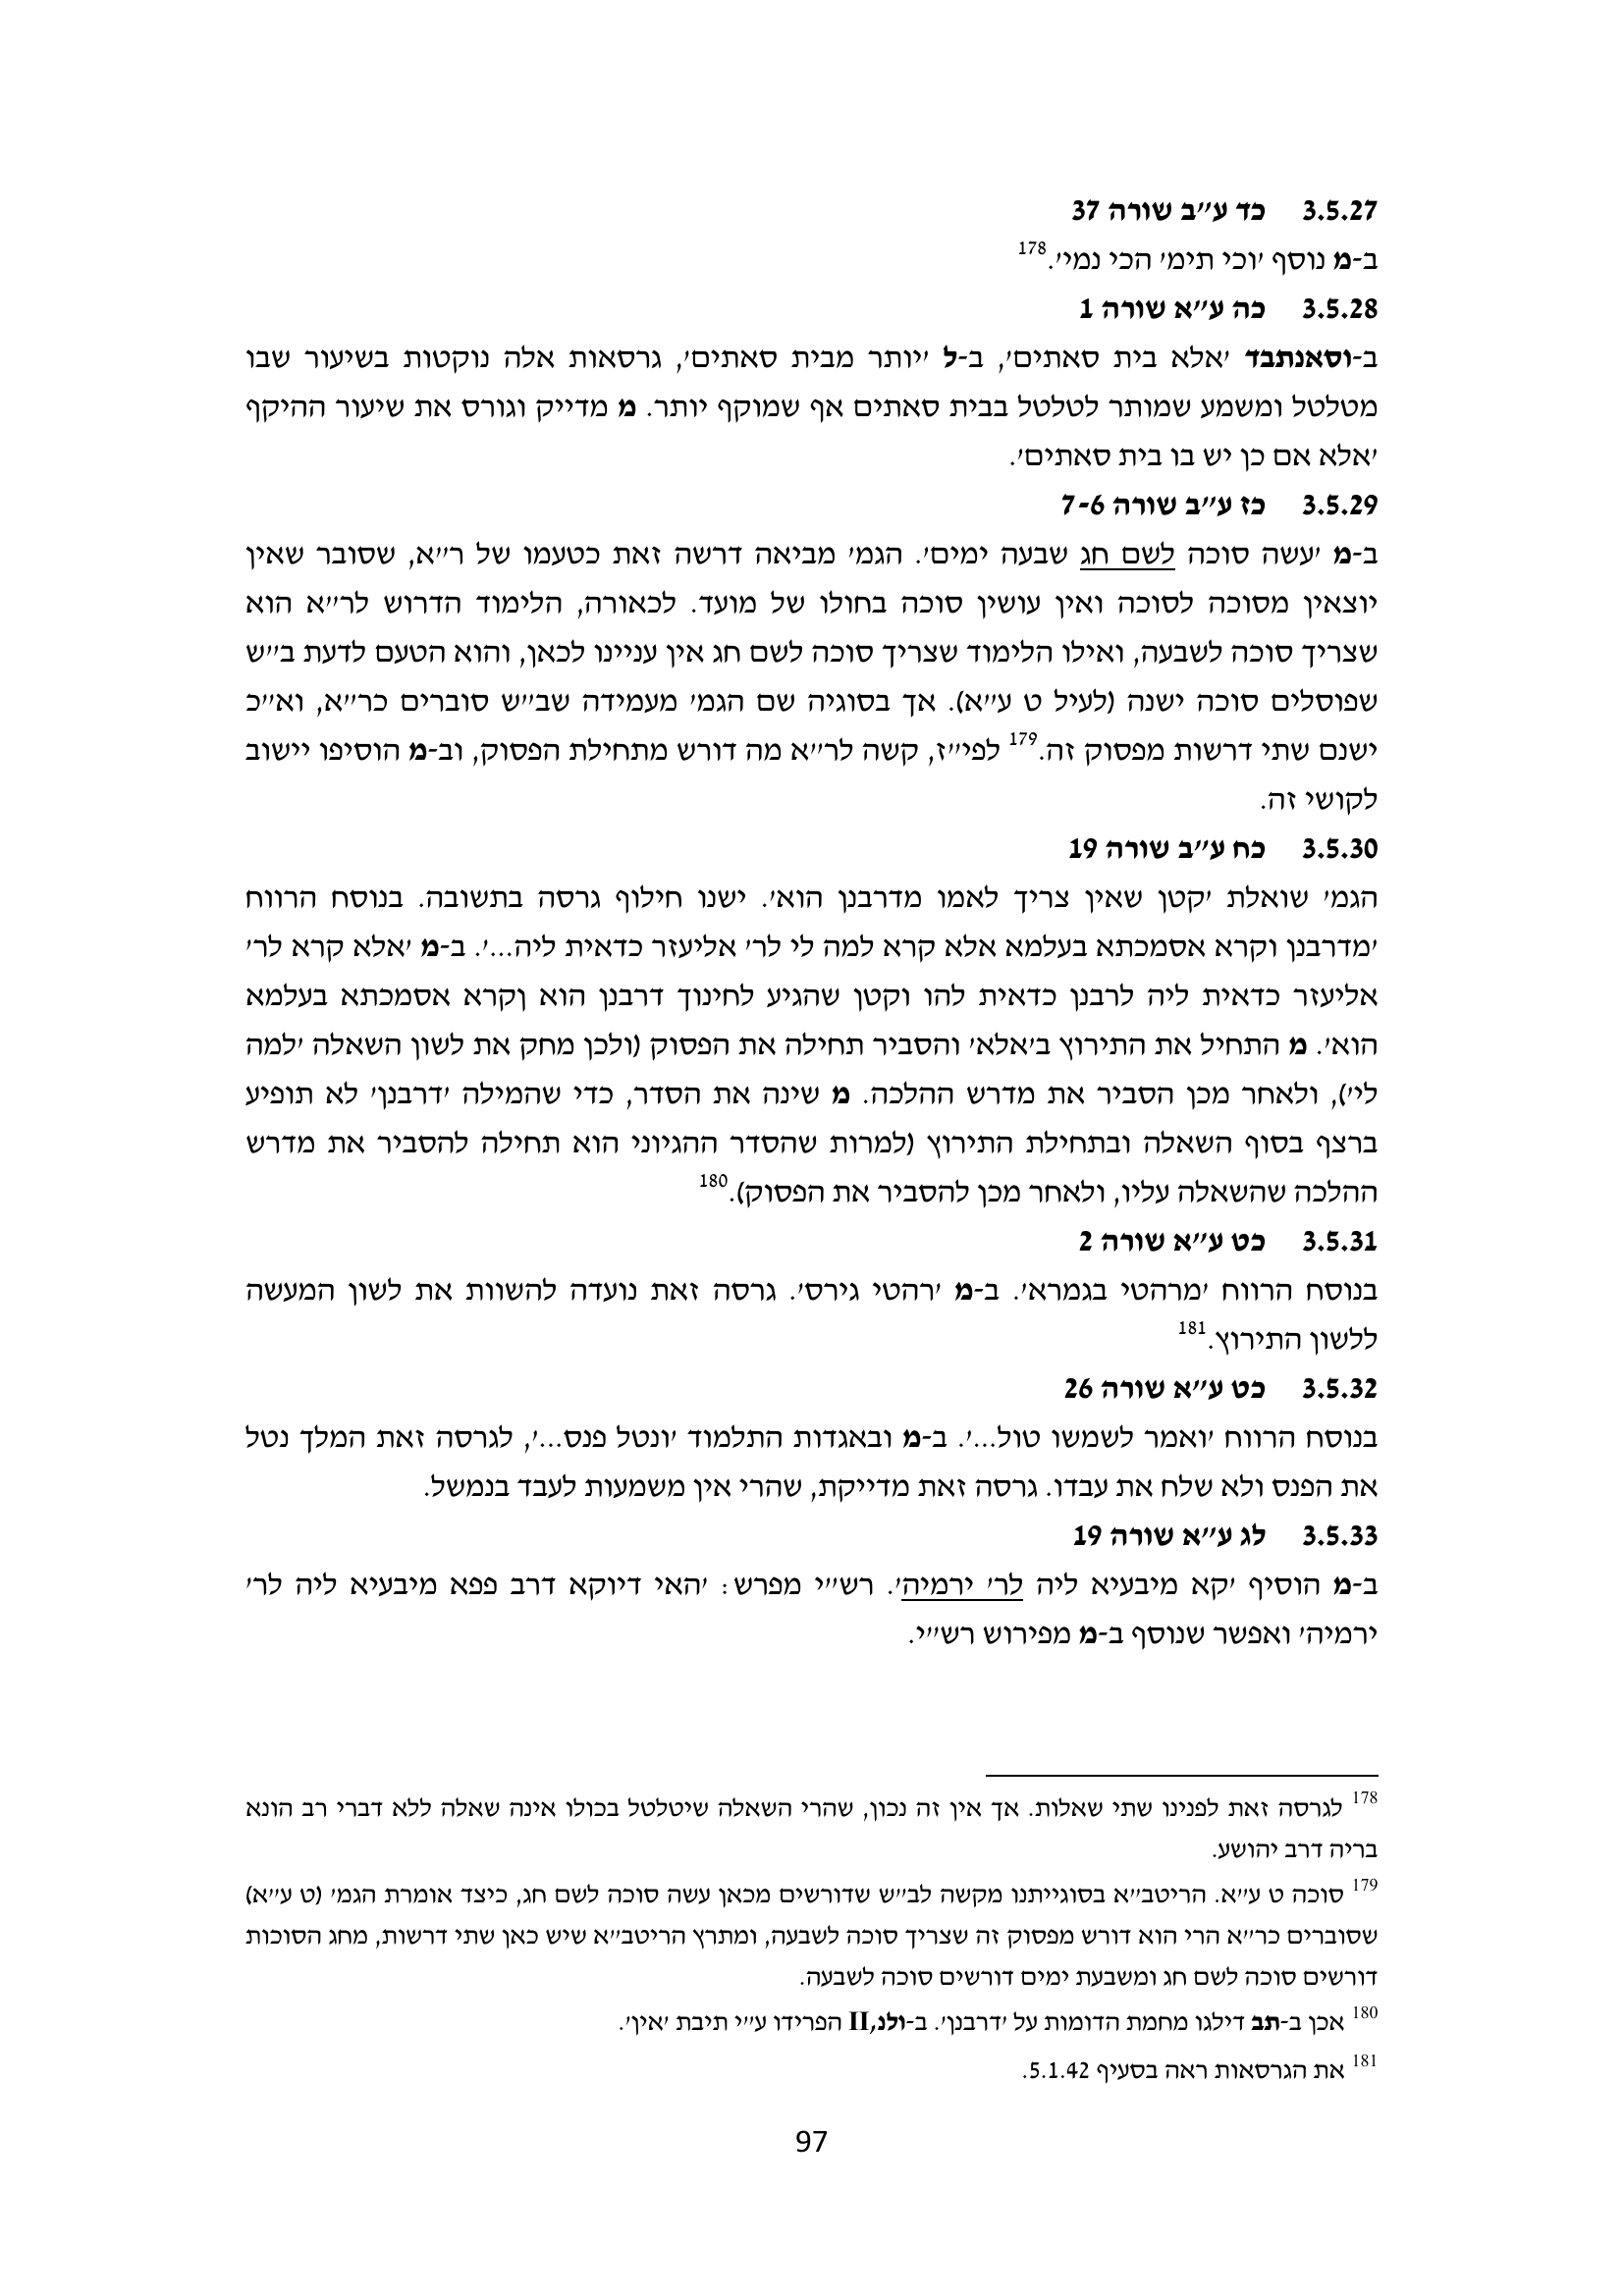 3.5.27 כד ע״ב שורה 37
ב-מ נוסף ׳וכי תימ׳ הכי נמי׳.178
3.5.28 כה ע״א שורה 1
ב-וסאנתבד ׳אלא בית סאתים׳, ב-ל ׳יותר מבית סאתים׳, גרסאות אלה נוקטות בשיעור שבו
מטלטל ומשמע שמותר לטלטל בבית סאתים אף שמוקף יותר. מ מדייק וגורס את שיעור ההיקף
׳אלא אם כן יש בו בית סאתים׳.
3.5.29 כז ע״ב שורה 7-6
ב-מ ׳עשה סוכה לשם חג שבעה ימים׳. הגמ׳ מביאה דרשה זאת כטעמו של ר״א, שסובר שאין
יוצאין מסוכה לסוכה ואין עושין סוכה בחולו של מועד. לכאורה, הלימוד הדרוש לר״א הוא
שצריך סוכה לשבעה, ואילו הלימוד שצריך סוכה לשם חג אין עניינו לכאן, והוא הטעם לדעת ב״ש
שפוסלים סוכה ישנה (לעיל ט ע״א). אך בסוגיה שם הגמ׳ מעמידה שב״ש סוברים כר״א, וא״כ
ישנם שתי דרשות מפסוק זה.179 לפי״ז, קשה לר״א מה דורש מתחילת הפסוק, וב-מ הוסיפו יישוב
לקושי זה.
3.5.30 כח ע״ב שורה 19
הגמ׳ שואלת ׳קטן שאין צריך לאמו מדרבנן הוא׳. ישנו חילוף גרסה בתשובה. בנוסח הרווח
׳מדרבנן וקרא אסמכתא בעלמא אלא קרא למה לי לר׳ אליעזר כדאית ליה...׳. ב-מ ׳אלא קרא לר׳
אליעזר כדאית ליה לרבנן כדאית להו וקטן שהגיע לחינוך דרבנן הוא וקרא אסמכתא בעלמא
הוא׳. מ התחיל את התירוץ ב׳אלא׳ והסביר תחילה את הפסוק (ולכן מחק את לשון השאלה ׳למה
לי׳), ולאחר מכן הסביר את מדרש ההלכה. מ שינה את הסדר, כדי שהמילה ׳דרבנן׳ לא תופיע
ברצף בסוף השאלה ובתחילת התירוץ (למרות שהסדר ההגיוני הוא תחילה להסביר את מדרש
ההלכה שהשאלה עליו, ולאחר מכן להסביר את הפסוק).180
3.5.31 כט ע״א שורה 2
בנוסח הרווח ׳מרהטי בגמרא׳. ב-מ ׳רהטי גירס׳. גרסה זאת נועדה להשוות את לשון המעשה
ללשון התירוץ.181
3.5.32 כט ע״א שורה 26
בנוסח הרווח ׳ואמר לשמשו טול...׳. ב-מ ובאגדות התלמוד ׳ונטל פנס...׳, לגרסה זאת המלך נטל
את הפנס ולא שלח את עבדו. גרסה זאת מדייקת, שהרי אין משמעות לעבד בנמשל.
3.5.33 לג ע״א שורה 19
ב-מ הוסיף ׳קא מיבעיא ליה לר׳ ירמיה׳. רש״י מפרש: ׳האי דיוקא דרב פפא מיבעיא ליה לר׳
ירמיה׳ ואפשר שנוסף ב-מ מפירוש רש״י.
178 לגרסה זאת לפנינו שתי שאלות. אך אין זה נכון, שהרי השאלה שיטלטל בכולו אינה שאלה ללא דברי רב הונא
בריה דרב יהושע.
179 סוכה ט ע״א. הריטב״א בסוגייתנו מקשה לב״ש שדורשים מכאן עשה סוכה לשם חג, כיצד אומרת הגמ׳ (ט ע״א)
שסוברים כר״א הרי הוא דורש מפסוק זה שצריך סוכה לשבעה, ומתרץ הריטב״א שיש כאן שתי דרשות, מחג הסוכות
דורשים סוכה לשם חג ומשבעת ימים דורשים סוכה לשבעה.
180 אכן ב-תב דילגו מחמת הדומות על ׳דרבנן׳. ב-ולנ,II הפרידו ע״י תיבת ׳אין׳.
181 את הגרסאות ראה בסעיף 5.1.42.
97